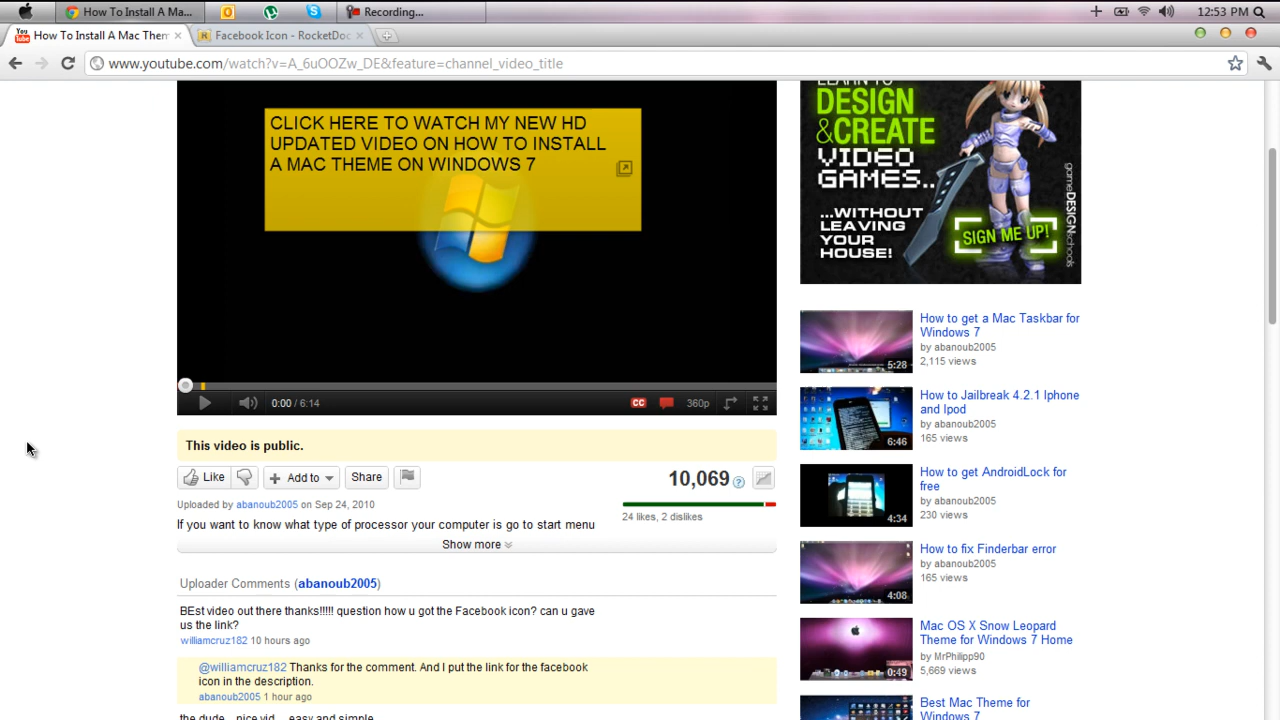 How To Install A Ma...
Recording...
12:53 PM
You
Tube
How To Install A Mac Them
Facebook Icon - RocketDoc
www.youtube.com/watch?v=A_6uOOZw_DE&feature=channel_video_title
CLICK HERE TO WATCH MY NEW HD
UPDATED VIDEO ON HOW TO INSTALL
A MAC THEME ON WINDOWS 7
0:00 / 6:14
CC
360p
This video is public.
Like
Add to
Share
10,069
Uploaded by abanoub2005 on Sep 24, 2010
24 likes, 2 dislikes
If you want to know what type of processor your computer is go to start menu
Show more
Uploader Comments (abanoub2005)
BEst video out there thanks!!!!! question how u got the Facebook icon? can u gave
us the link?
williamcruz182 10 hours ago
@williamcruz182 Thanks for the comment. And I put the link for the facebook
icon in the description.
abanoub2005 1 hour ago
the dude... nice vid.... easy and simple
DESIGN
&CREATE
VIDEO
GAMES..
...WITHOUT
LEAVING
YOUR
HOUSE!
SIGN ME UP!
gameDESIGNschools
How to get a Mac Taskbar for
Windows 7
by abanoub2005
2,115 views
5:28
How to Jailbreak 4.2.1 Iphone
and Ipod
by abanoub2005
165 views
6:46
How to get AndroidLock for
free
by abanoub2005
230 views
4:34
How to fix Finderbar error
by abanoub2005
165 views
4:08
Mac OS X Snow Leopard
Theme for Windows 7 Home
by MrPhilipp90
5,669 views
0:49
Best Mac Theme for
Windows 7